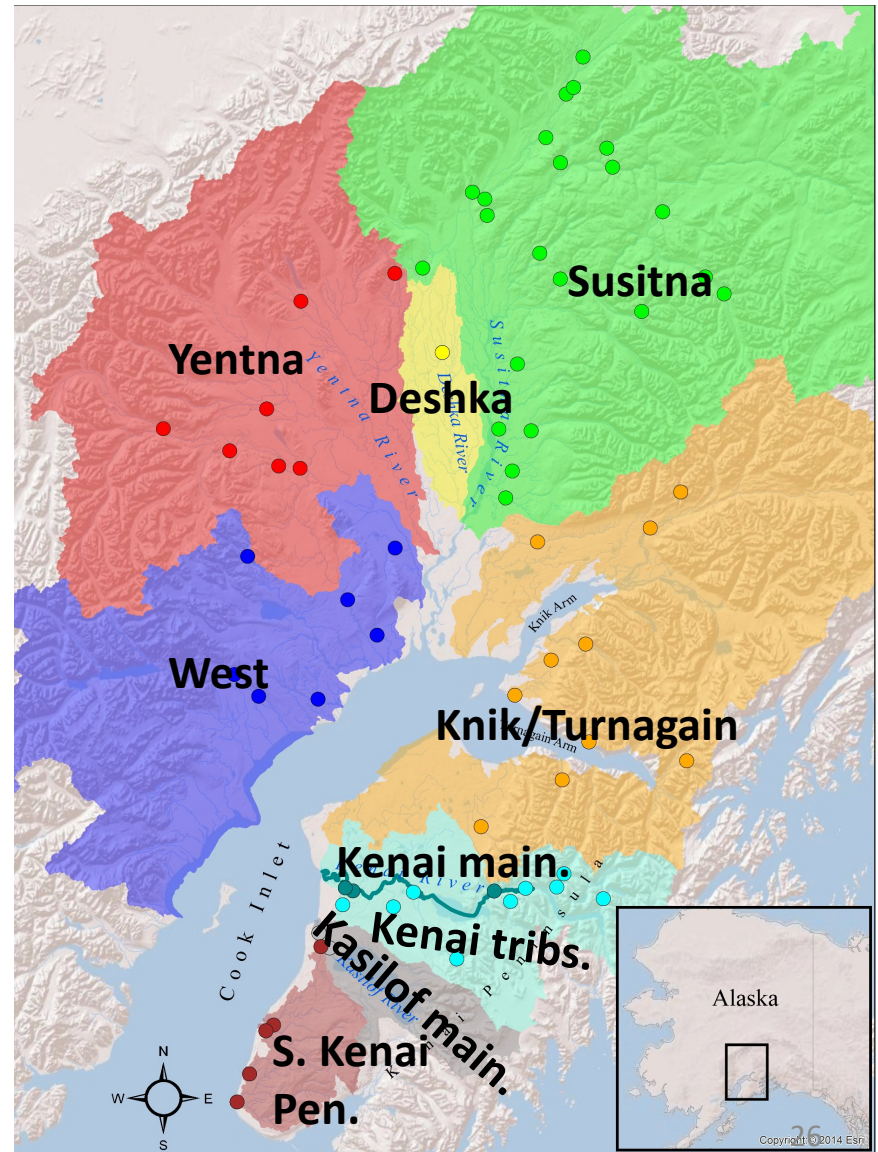 Susitna
Yentna
Yentna River
Susitna River
Deshka
Deshka River
Knik Arm
West
Knik/Turnagain
Turnagain Arm
Cook Inlet
Kenai main.
Kenai River
Kenai tribs.
Kasilof main.
Kasilof River
Kenai Peninsula
S. Kenai
Pen.
N
W E
S
Alaska
26
Copyright:© 2014 Esri